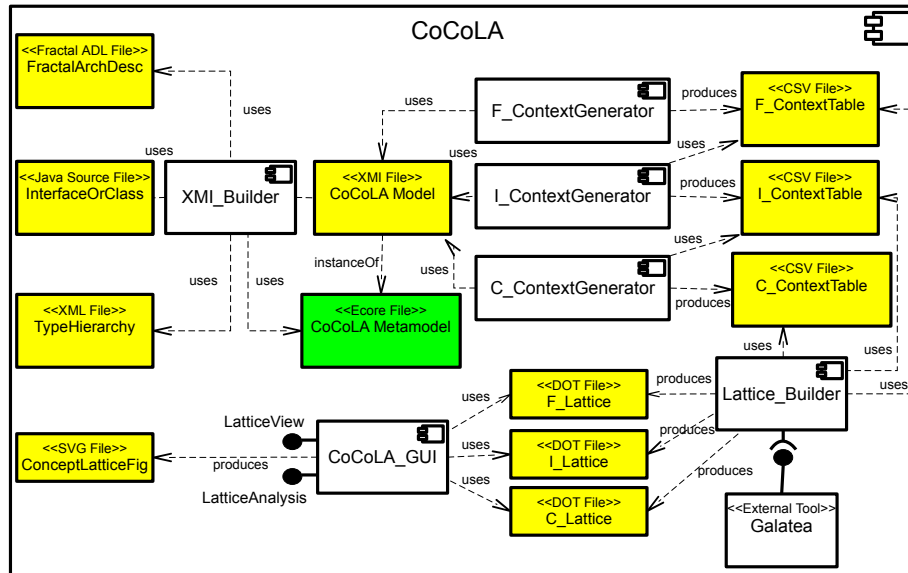 CoCoLA
<<Fractal ADL File>>
FractalArchDesc
uses
F_ContextGenerator
uses
produces
<<CSV File>>
F_ContextTable
uses
<<Java Source File>>
InterfaceOrClass
XMI_Builder
<<XMI File>>
CoCoLA Model
uses
I_ContextGenerator
uses
produces
<<CSV File>>
I_ContextTable
uses
uses
instanceOf
uses
C_ContextGenerator
uses
produces
<<CSV File>>
C_ContextTable
uses
<<XML File>>
TypeHierarchy
<<Ecore File>>
CoCoLA Metamodel
uses
uses
Lattice_Builder
uses
produces
<<DOT File>>
F_Lattice
uses
LatticeView
<<SVG File>>
ConceptLatticeFig
produces
CoCoLA_GUI
uses
<<DOT File>>
I_Lattice
produces
LatticeAnalysis
uses
<<DOT File>>
C_Lattice
produces
<<External Tool>>
Galatea